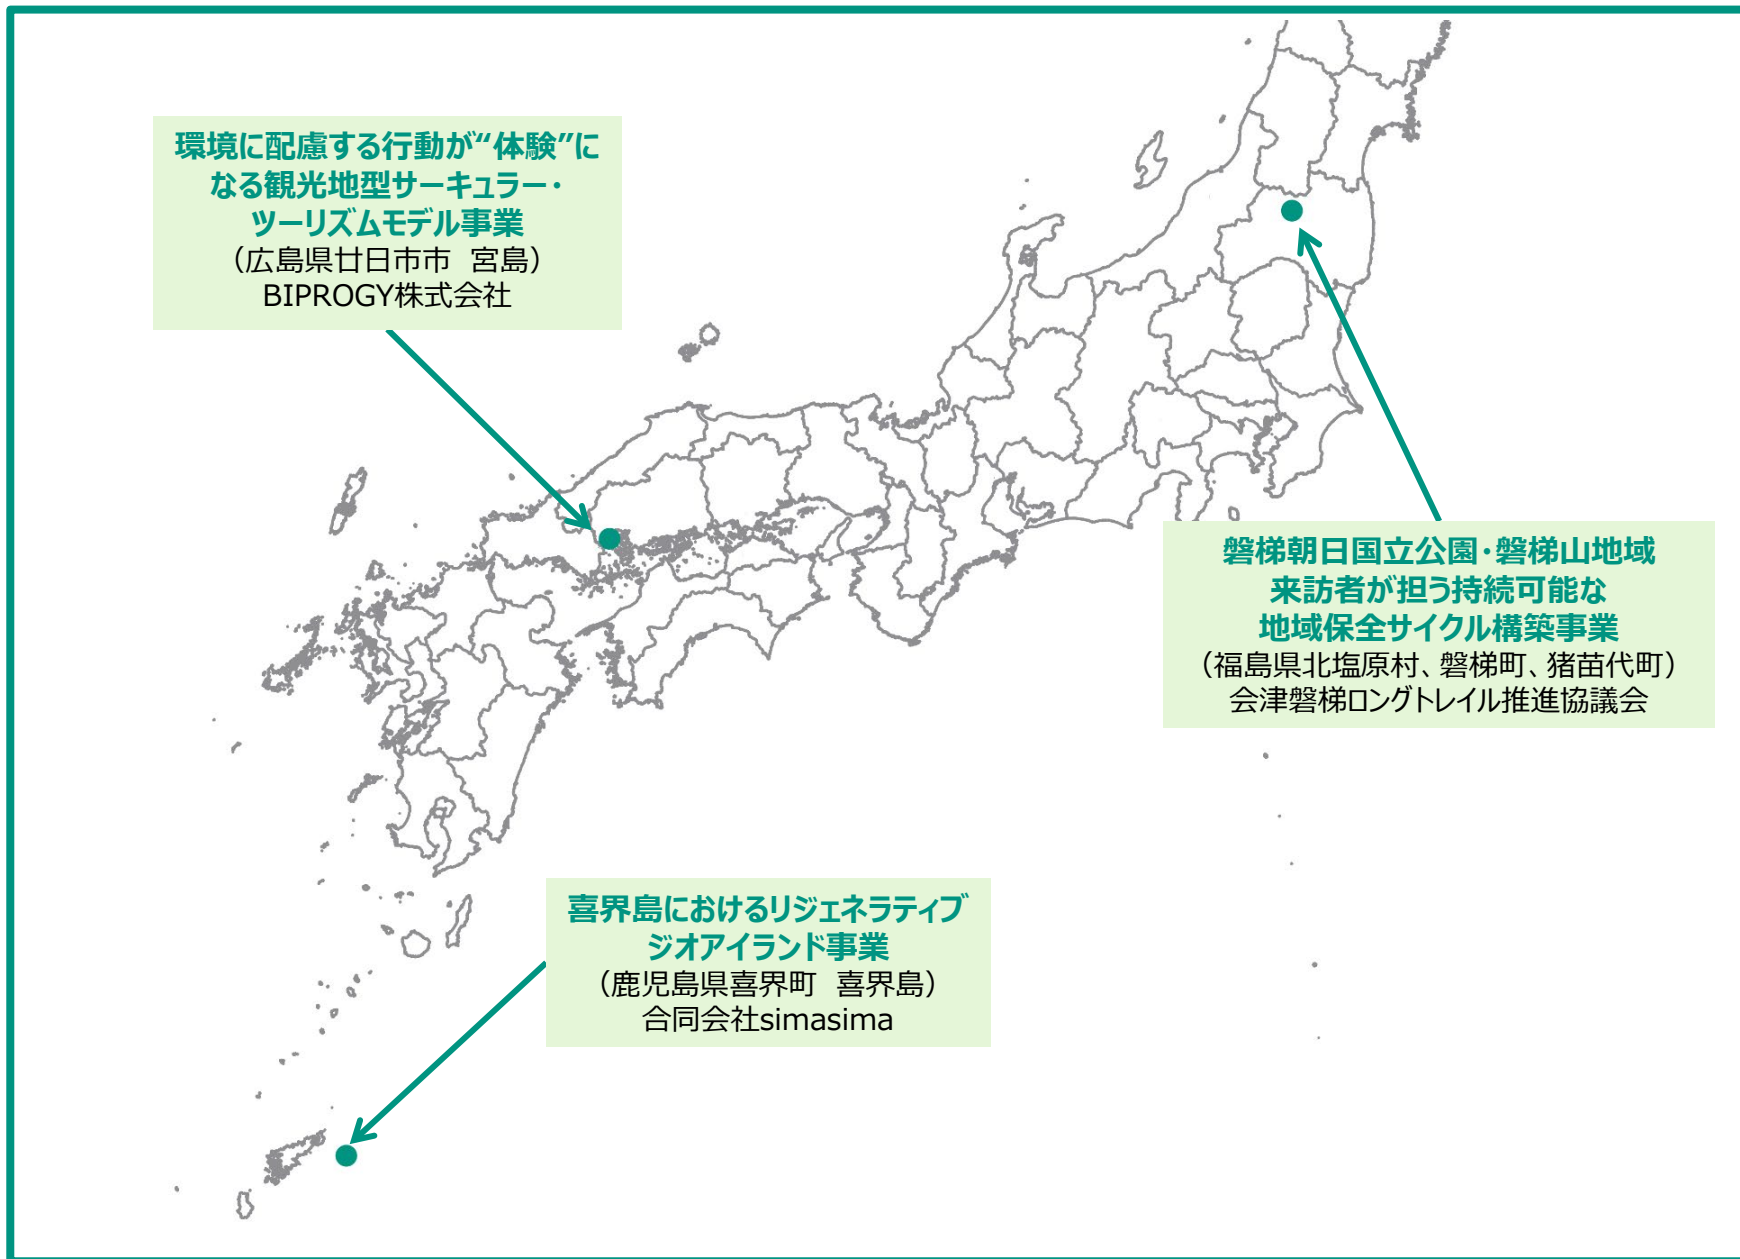 環境に配慮する行動が“体験”に
なる観光地型サーキュラー・
ツーリズムモデル事業
（広島県廿日市市　宮島）
BIPROGY株式会社
磐梯朝日国立公園・磐梯山地域
来訪者が担う持続可能な
地域保全サイクル構築事業
（福島県北塩原村、磐梯町、猪苗代町）
会津磐梯ロングトレイル推進協議会
喜界島におけるリジェネラティブ
ジオアイランド事業
（鹿児島県喜界町　喜界島）
合同会社simasima